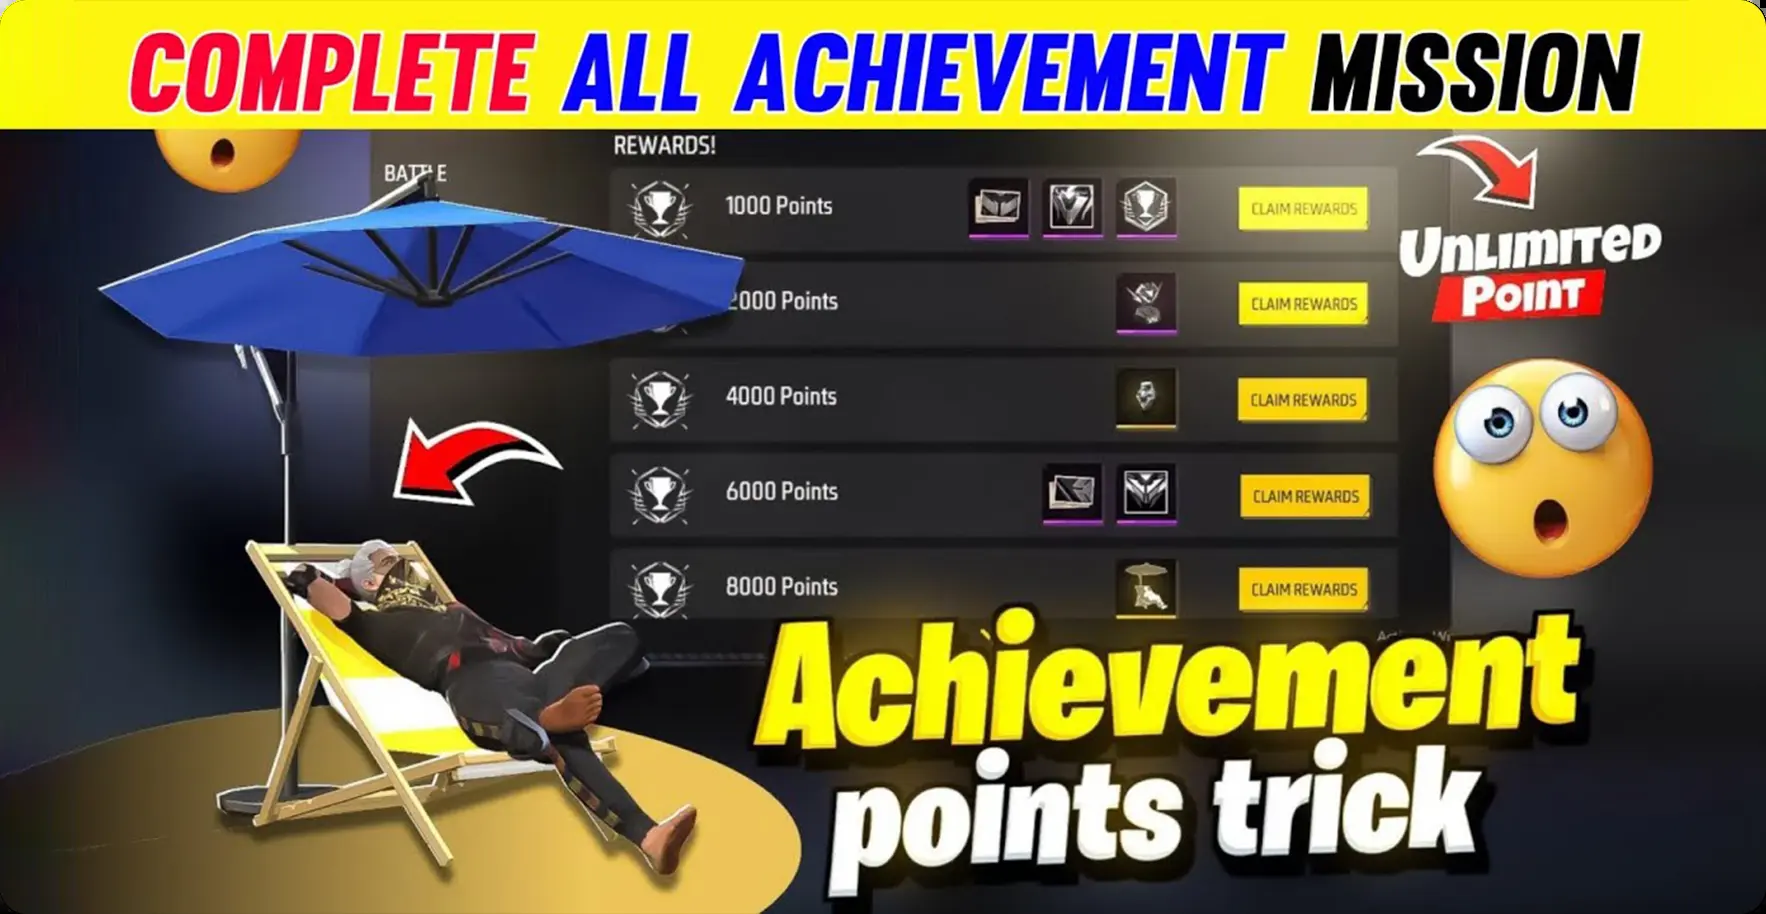 COMPLETE ALL ACHIEVEMENT MISSION
REWARDS!
BATTLE
1000 Points
CLAIM REWARDS
UNLIMITED
POINT
2000 Points
CLAIM REWARDS
4000 Points
CLAIM REWARDS
6000 Points
CLAIM REWARDS
8000 Points
CLAIM REWARDS
Achievement
points trick